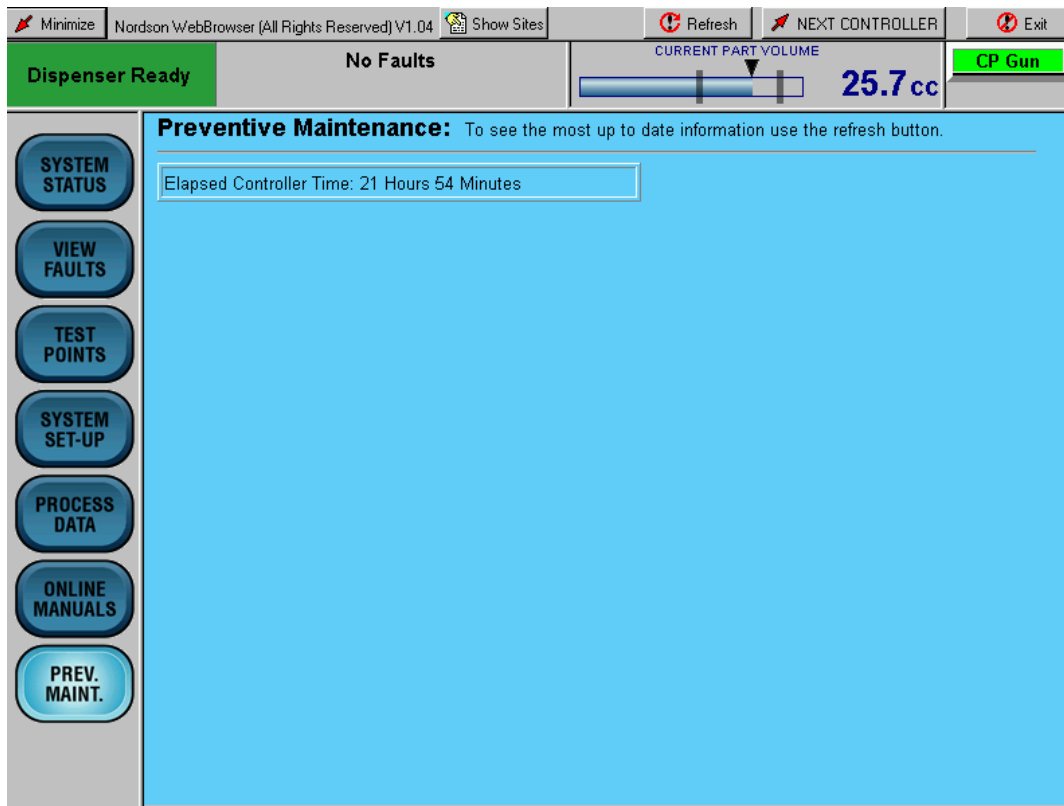 Minimize
Nordson WebBrowser (All Rights Reserved) V1.04
Show Sites
Refresh
NEXT CONTROLLER
Exit
Dispenser Ready
No Faults
CURRENT PART VOLUME
25.7 cc
CP Gun
SYSTEM
STATUS
VIEW
FAULTS
TEST
POINTS
SYSTEM
SET-UP
PROCESS
DATA
ONLINE
MANUALS
PREV.
MAINT.
Preventive Maintenance: To see the most up to date information use the refresh button.
Elapsed Controller Time: 21 Hours 54 Minutes